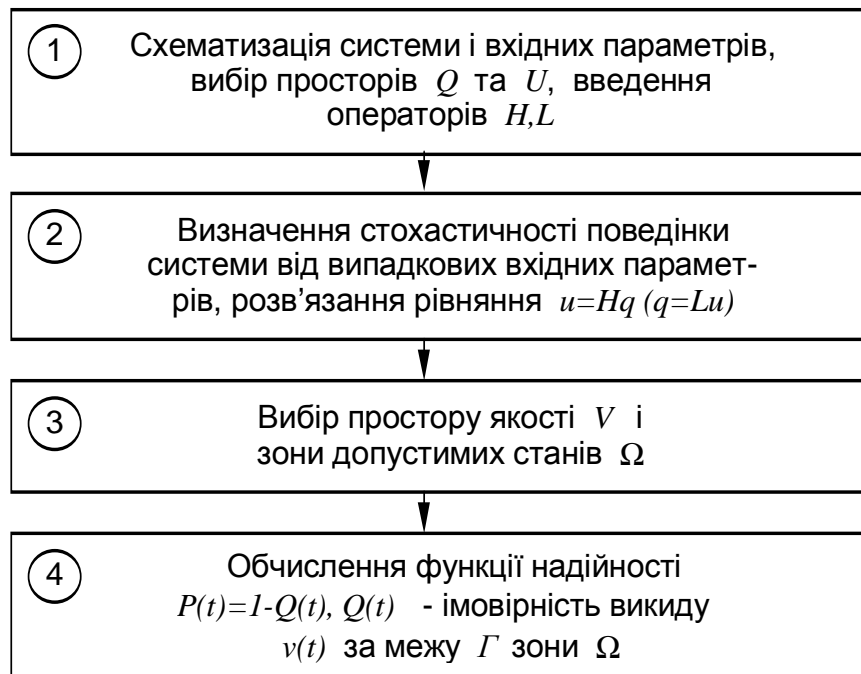 1
Схематизація системи і вхідних параметрів,
вибір просторів Q та U, введення
операторів H,L
2
Визначення стохастичності поведінки
системи від випадкових вхідних парамет-
рів, розв’язання рівняння u=Hq (q=Lu)
3
Вибір простору якості V і
зони допустимих станів Ω
4
Обчислення функції надійності
P(t)=1-Q(t), Q(t) - імовірність викиду
v(t) за межу Γ зони Ω